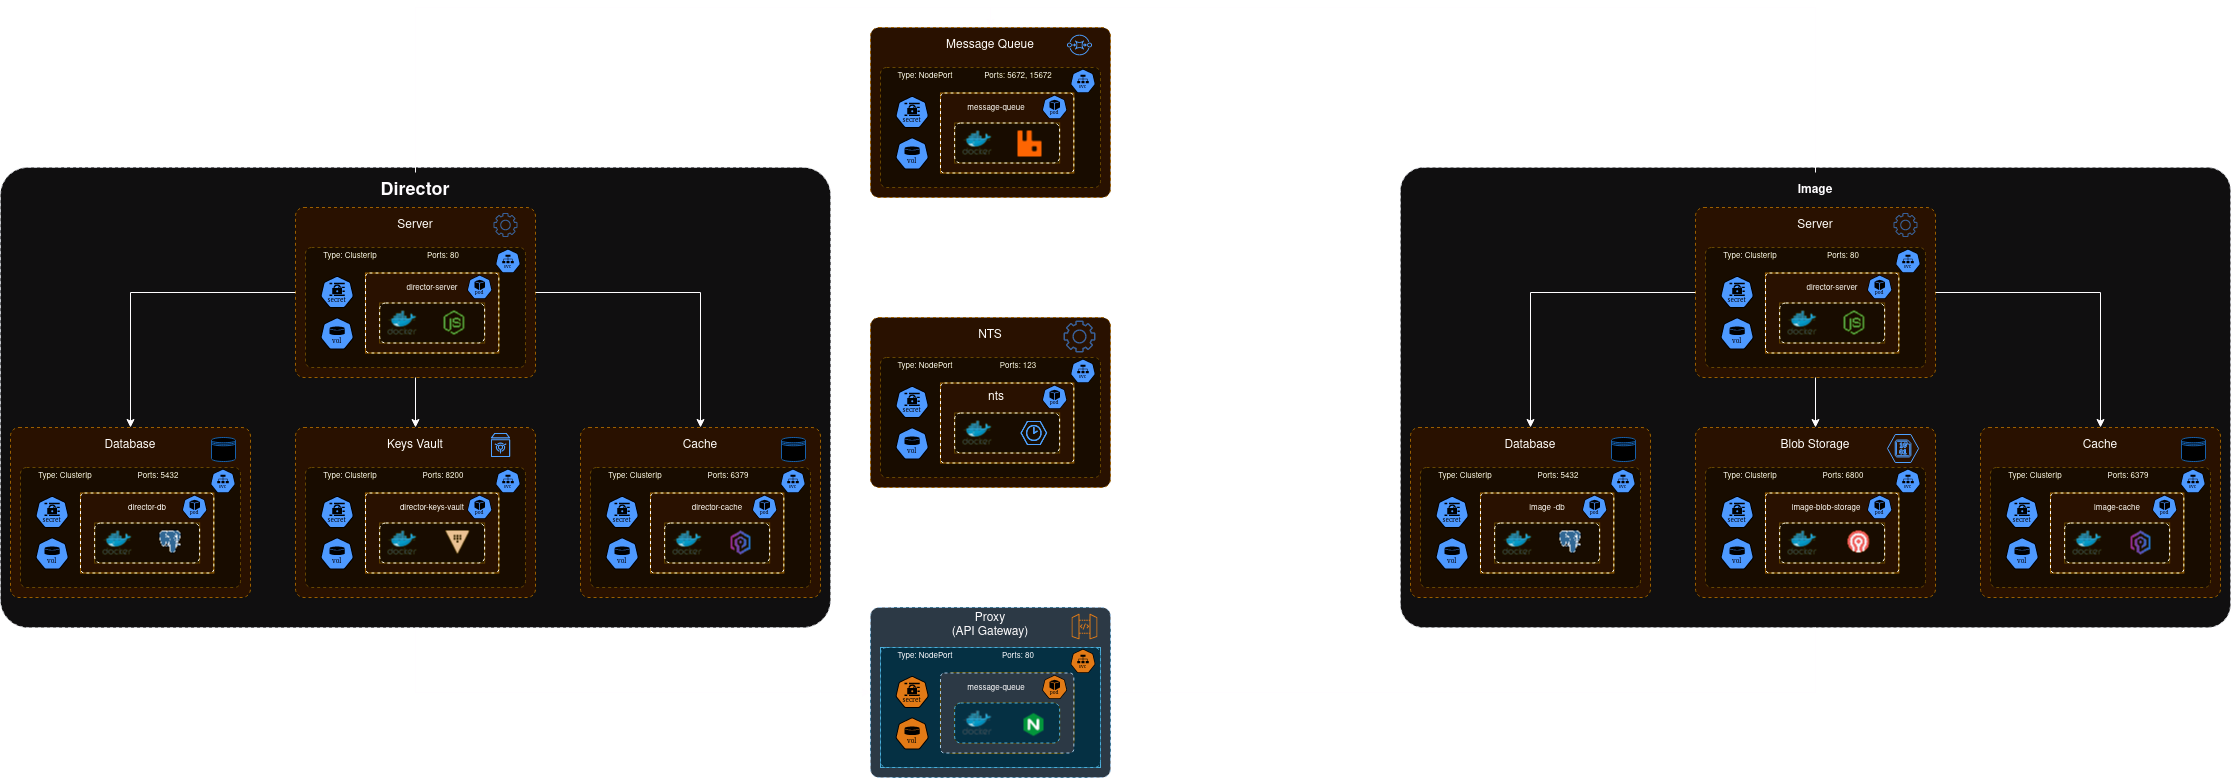 Message Queue
Type: NodePort Ports: 5672, 15672
svc
message-queue
pod
secret
docker
vol
Director
Server
Type: ClusterIp Ports: 80
svc
director-server
pod
secret
docker
JS
vol
Database
Type: ClusterIp Ports: 5432
svc
director-db
pod
secret
docker
vol
Keys Vault
Type: ClusterIp Ports: 8200
svc
director-keys-vault
pod
secret
docker
vol
Cache
Type: ClusterIp Ports: 6379
svc
director-cache
pod
secret
docker
vol
NTS
Type: NodePort Ports: 123
svc
nts
pod
secret
docker
vol
Proxy
(API Gateway)
Type: NodePort Ports: 80
svc
message-queue
pod
secret
docker
N
vol
Image
Server
Type: ClusterIp Ports: 80
svc
director-server
pod
secret
docker
JS
vol
Database
Type: ClusterIp Ports: 5432
svc
image -db
pod
secret
docker
vol
Blob Storage
Type: ClusterIp Ports: 6800
svc
image-blob-storage
pod
secret
docker
vol
Cache
Type: ClusterIp Ports: 6379
svc
image-cache
pod
secret
docker
vol